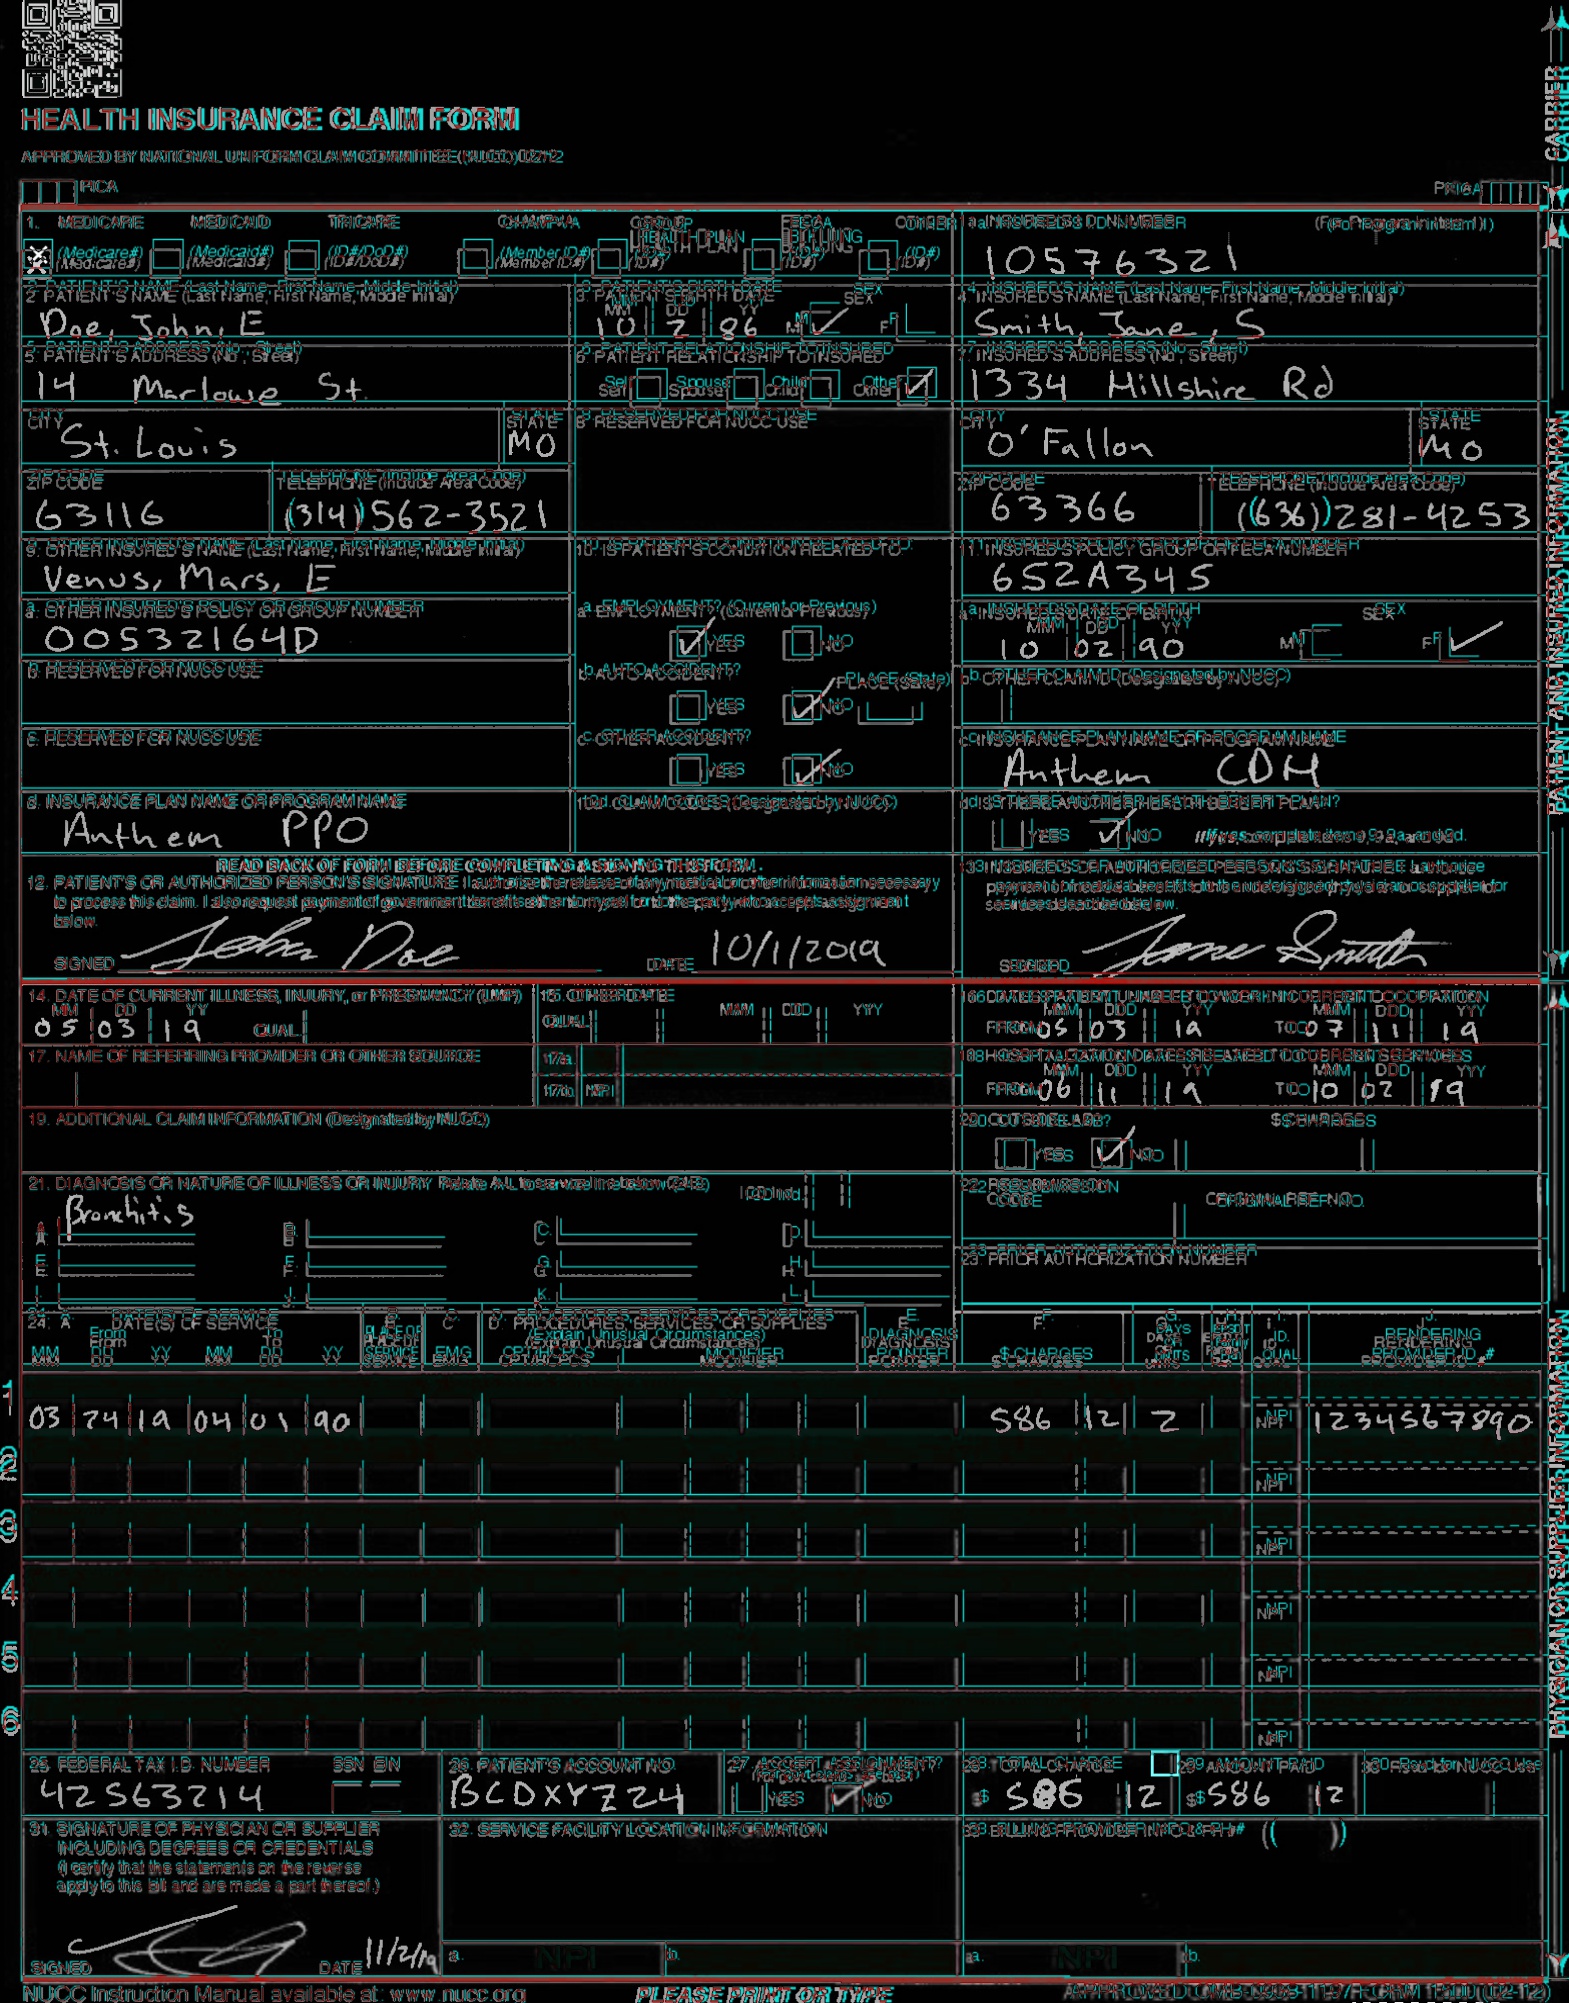 HEALTH INSURANCE CLAIM FORM
APPROVED BY NATIONAL UNIFORM CLAIM COMMITTEE (NUCC) 02/12
PICA
PICA
CARRIER
1. MEDICARE MEDICAID TRICARE CHAMPVA GROUP HEALTH PLAN FECA BLK LUNG OTHER
(Medicare#) (Medicaid#) (ID#/DoD#) (Member ID#) (ID#) (ID#) (ID#)
1a. INSURED'S I.D. NUMBER (For Program in Item 1)
10576321
2. PATIENT'S NAME (Last Name, First Name, Middle Initial)
Doe, John, E
3. PATIENT'S BIRTH DATE SEX
MM DD YY
10 2 86 M F
4. INSURED'S NAME (Last Name, First Name, Middle Initial)
Smith, Jane, S
5. PATIENT'S ADDRESS (No., Street)
14 Marlowe St.
6. PATIENT RELATIONSHIP TO INSURED
Self Spouse Child Other
7. INSURED'S ADDRESS (No., Street)
1334 Hillshire Rd
CITY STATE
St. Louis MO
8. RESERVED FOR NUCC USE
CITY STATE
O'Fallon MO
ZIP CODE TELEPHONE (Include Area Code)
63116 (314) 562-3521
ZIP CODE TELEPHONE (Include Area Code)
63366 (636) 281-4253
9. OTHER INSURED'S NAME (Last Name, First Name, Middle Initial)
Venus, Mars, E
10. IS PATIENT'S CONDITION RELATED TO:
11. INSURED'S POLICY GROUP OR FECA NUMBER
652A345
a. OTHER INSURED'S POLICY OR GROUP NUMBER
00532164D
a. EMPLOYMENT? (Current or Previous)
YES NO
a. INSURED'S DATE OF BIRTH SEX
MM DD YY
10 02 90 M F
b. RESERVED FOR NUCC USE
b. AUTO ACCIDENT? PLACE (State)
YES NO
b. OTHER CLAIM ID (Designated by NUCC)
c. RESERVED FOR NUCC USE
c. OTHER ACCIDENT?
YES NO
c. INSURANCE PLAN NAME OR PROGRAM NAME
Anthem CDH
d. INSURANCE PLAN NAME OR PROGRAM NAME
Anthem PPO
10d. CLAIM CODES (Designated by NUCC)
d. IS THERE ANOTHER HEALTH BENEFIT PLAN?
YES NO If yes, complete items 9, 9a, and 9d.
READ BACK OF FORM BEFORE COMPLETING & SIGNING THIS FORM.
12. PATIENT'S OR AUTHORIZED PERSON'S SIGNATURE I authorize the release of any medical or other information necessary
to process this claim. I also request payment of government benefits either to myself or to the party who accepts assignment
below.
SIGNED John Doe DATE 10/1/2019
13. INSURED'S OR AUTHORIZED PERSON'S SIGNATURE I authorize
payment of medical benefits to the undersigned physician or supplier for
services described below.
SIGNED Jane Smith
PATIENT AND INSURED INFORMATION
14. DATE OF CURRENT ILLNESS, INJURY, or PREGNANCY (LMP)
MM DD YY
05 03 19 QUAL.
15. OTHER DATE
QUAL. MM DD YY
16. DATES PATIENT UNABLE TO WORK IN CURRENT OCCUPATION
MM DD YY MM DD YY
FROM 05 03 19 TO 07 11 19
17. NAME OF REFERRING PROVIDER OR OTHER SOURCE
17a.
17b. NPI
18. HOSPITALIZATION DATES RELATED TO CURRENT SERVICES
MM DD YY MM DD YY
FROM 06 11 19 TO 10 02 19
19. ADDITIONAL CLAIM INFORMATION (Designated by NUCC)
20. OUTSIDE LAB? $ CHARGES
YES NO
21. DIAGNOSIS OR NATURE OF ILLNESS OR INJURY Relate A-L to service line below (24E) ICD Ind.
Bronchitis
A. B. C. D.
E. F. G. H.
I. J. K. L.
22. RESUBMISSION CODE ORIGINAL REF. NO.
23. PRIOR AUTHORIZATION NUMBER
24. A. DATE(S) OF SERVICE B. C. D. PROCEDURES, SERVICES, OR SUPPLIES E. F. G. H. I. J.
From To PLACE OF SERVICE EMG (Explain Unusual Circumstances) DIAGNOSIS POINTER $ CHARGES DAYS OR UNITS ID. QUAL. RENDERING PROVIDER ID. #
MM DD YY MM DD YY CPT/HCPCS MODIFIER
1 03 24 19 04 01 90 586 12 2 NPI 1234567890
2 NPI
3 NPI
4 NPI
5 NPI
6 NPI
PHYSICIAN OR SUPPLIER INFORMATION
25. FEDERAL TAX I.D. NUMBER SSN EIN
42563214
26. PATIENT'S ACCOUNT NO.
BCDXYZ24
27. ACCEPT ASSIGNMENT?
YES NO
28. TOTAL CHARGE
$ 586 12
29. AMOUNT PAID
$ 586 12
30. Rsvd for NUCC Use
31. SIGNATURE OF PHYSICIAN OR SUPPLIER
INCLUDING DEGREES OR CREDENTIALS
(I certify that the statements on the reverse
apply to this bill and are made a part thereof.)
SIGNED DATE 11/2/19
32. SERVICE FACILITY LOCATION INFORMATION
a. NPI b.
33. BILLING PROVIDER INFO & PH# ( )
a. NPI b.
NUCC Instruction Manual available at: www.nucc.org
PLEASE PRINT OR TYPE
APPROVED OMB-0938-1197 FORM 1500 (02-12)